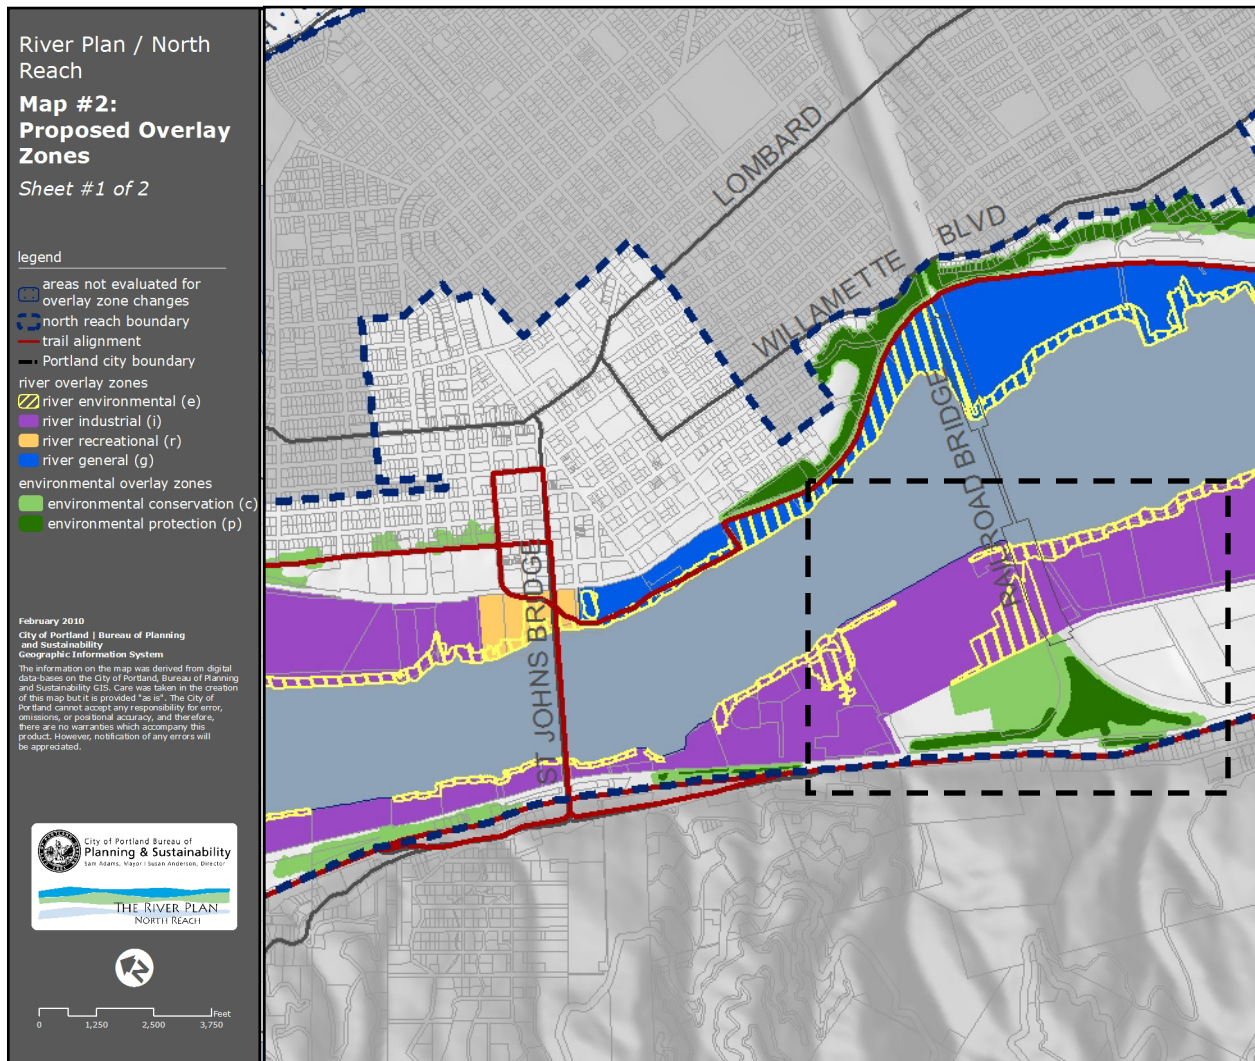 River Plan / North
Reach
Map #2:
Proposed Overlay
Zones
Sheet #1 of 2
legend
areas not evaluated for
overlay zone changes
north reach boundary
trail alignment
Portland city boundary
river overlay zones
river environmental (e)
river industrial (i)
river recreational (r)
river general (g)
environmental overlay zones
environmental conservation (c)
environmental protection (p)
February 2010
City of Portland | Bureau of Planning
and Sustainability
Geographic Information System
The information on the map was derived from digital
data-bases on the City of Portland, Bureau of Planning
and Sustainability GIS. Care was taken in the creation
of this map but it is provided "as is". The City of
Portland cannot accept any responsibility for error,
omissions, or positional accuracy, and therefore,
there are no warranties which accompany this
product. However, notification of any errors will
be appreciated.
City of Portland Bureau of
Planning & Sustainability
Sam Adams, Mayor | Susan Anderson, Director
THE RIVER PLAN
NORTH REACH
N
Feet
0 1,250 2,500 3,750
LOMBARD
WILLAMETTE BLVD
RAILROAD BRIDGE
RAILROAD BRIDGE
ST JOHNS BRIDGE